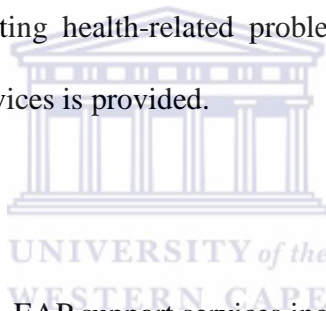 ting health-related proble
vices is provided.
UNIVERSITY of the
WESTERN CAPE
EAP support services inc